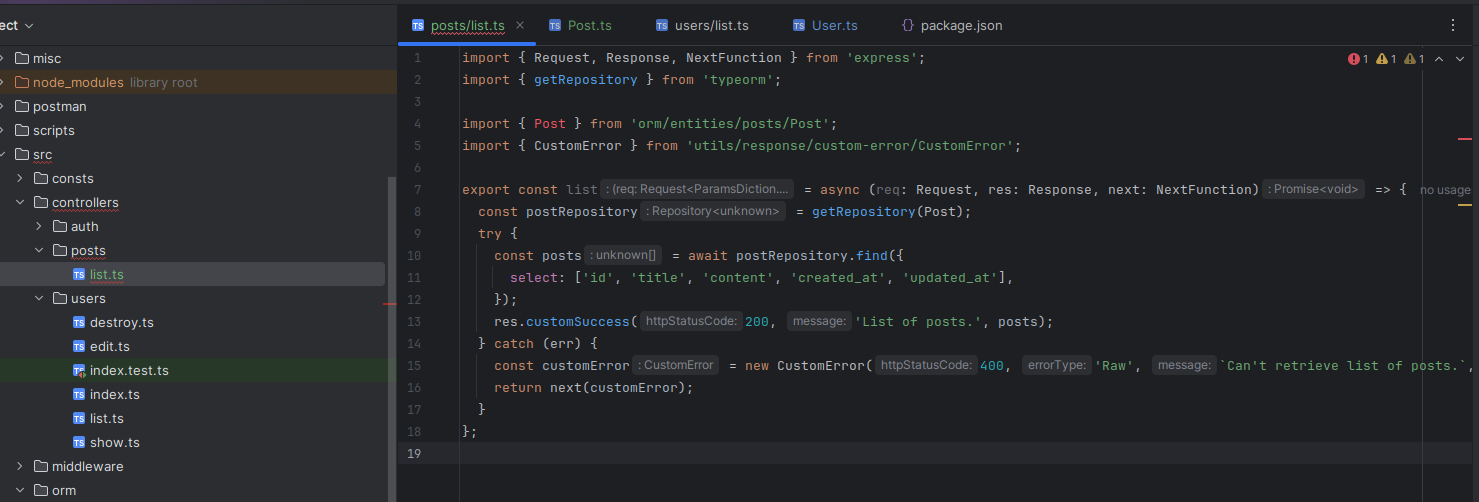 ect
posts/list.ts
Post.ts
users/list.ts
User.ts
package.json
misc
node_modules library root
postman
scripts
src
consts
controllers
auth
posts
list.ts
users
destroy.ts
edit.ts
index.test.ts
index.ts
list.ts
show.ts
middleware
orm
1 1 1
1 import { Request, Response, NextFunction } from 'express';
2 import { getRepository } from 'typeorm';
3
4 import { Post } from 'orm/entities/posts/Post';
5 import { CustomError } from 'utils/response/custom-error/CustomError';
6
7 export const list :(req: Request<ParamsDiction.... = async (req: Request, res: Response, next: NextFunction) : Promise<void> => { no usage
8 const postRepository : Repository<unknown> = getRepository(Post);
9 try {
10 const posts : unknown[] = await postRepository.find({
11 select: ['id', 'title', 'content', 'created_at', 'updated_at'],
12 });
13 res.customSuccess( httpStatusCode: 200, message: 'List of posts.', posts);
14 } catch (err) {
15 const customError : CustomError = new CustomError( httpStatusCode: 400, errorType: 'Raw', message: `Can't retrieve list of posts.`,
16 return next(customError);
17 }
18 };
19